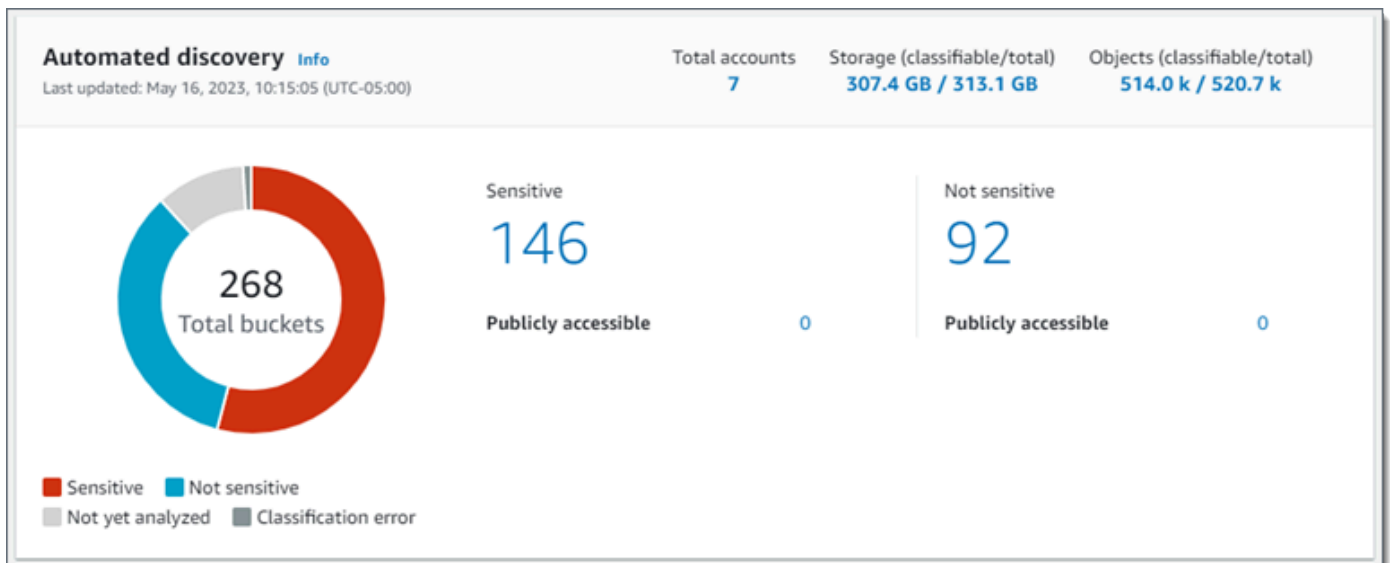 Automated discovery Info
Last updated: May 16, 2023, 10:15:05 (UTC-05:00)
Total accounts
7
Storage (classifiable/total)
307.4 GB / 313.1 GB
Objects (classifiable/total)
514.0 k / 520.7 k
268
Total buckets
Sensitive
146
Publicly accessible 0
Not sensitive
92
Publicly accessible 0
Sensitive Not sensitive
Not yet analyzed Classification error